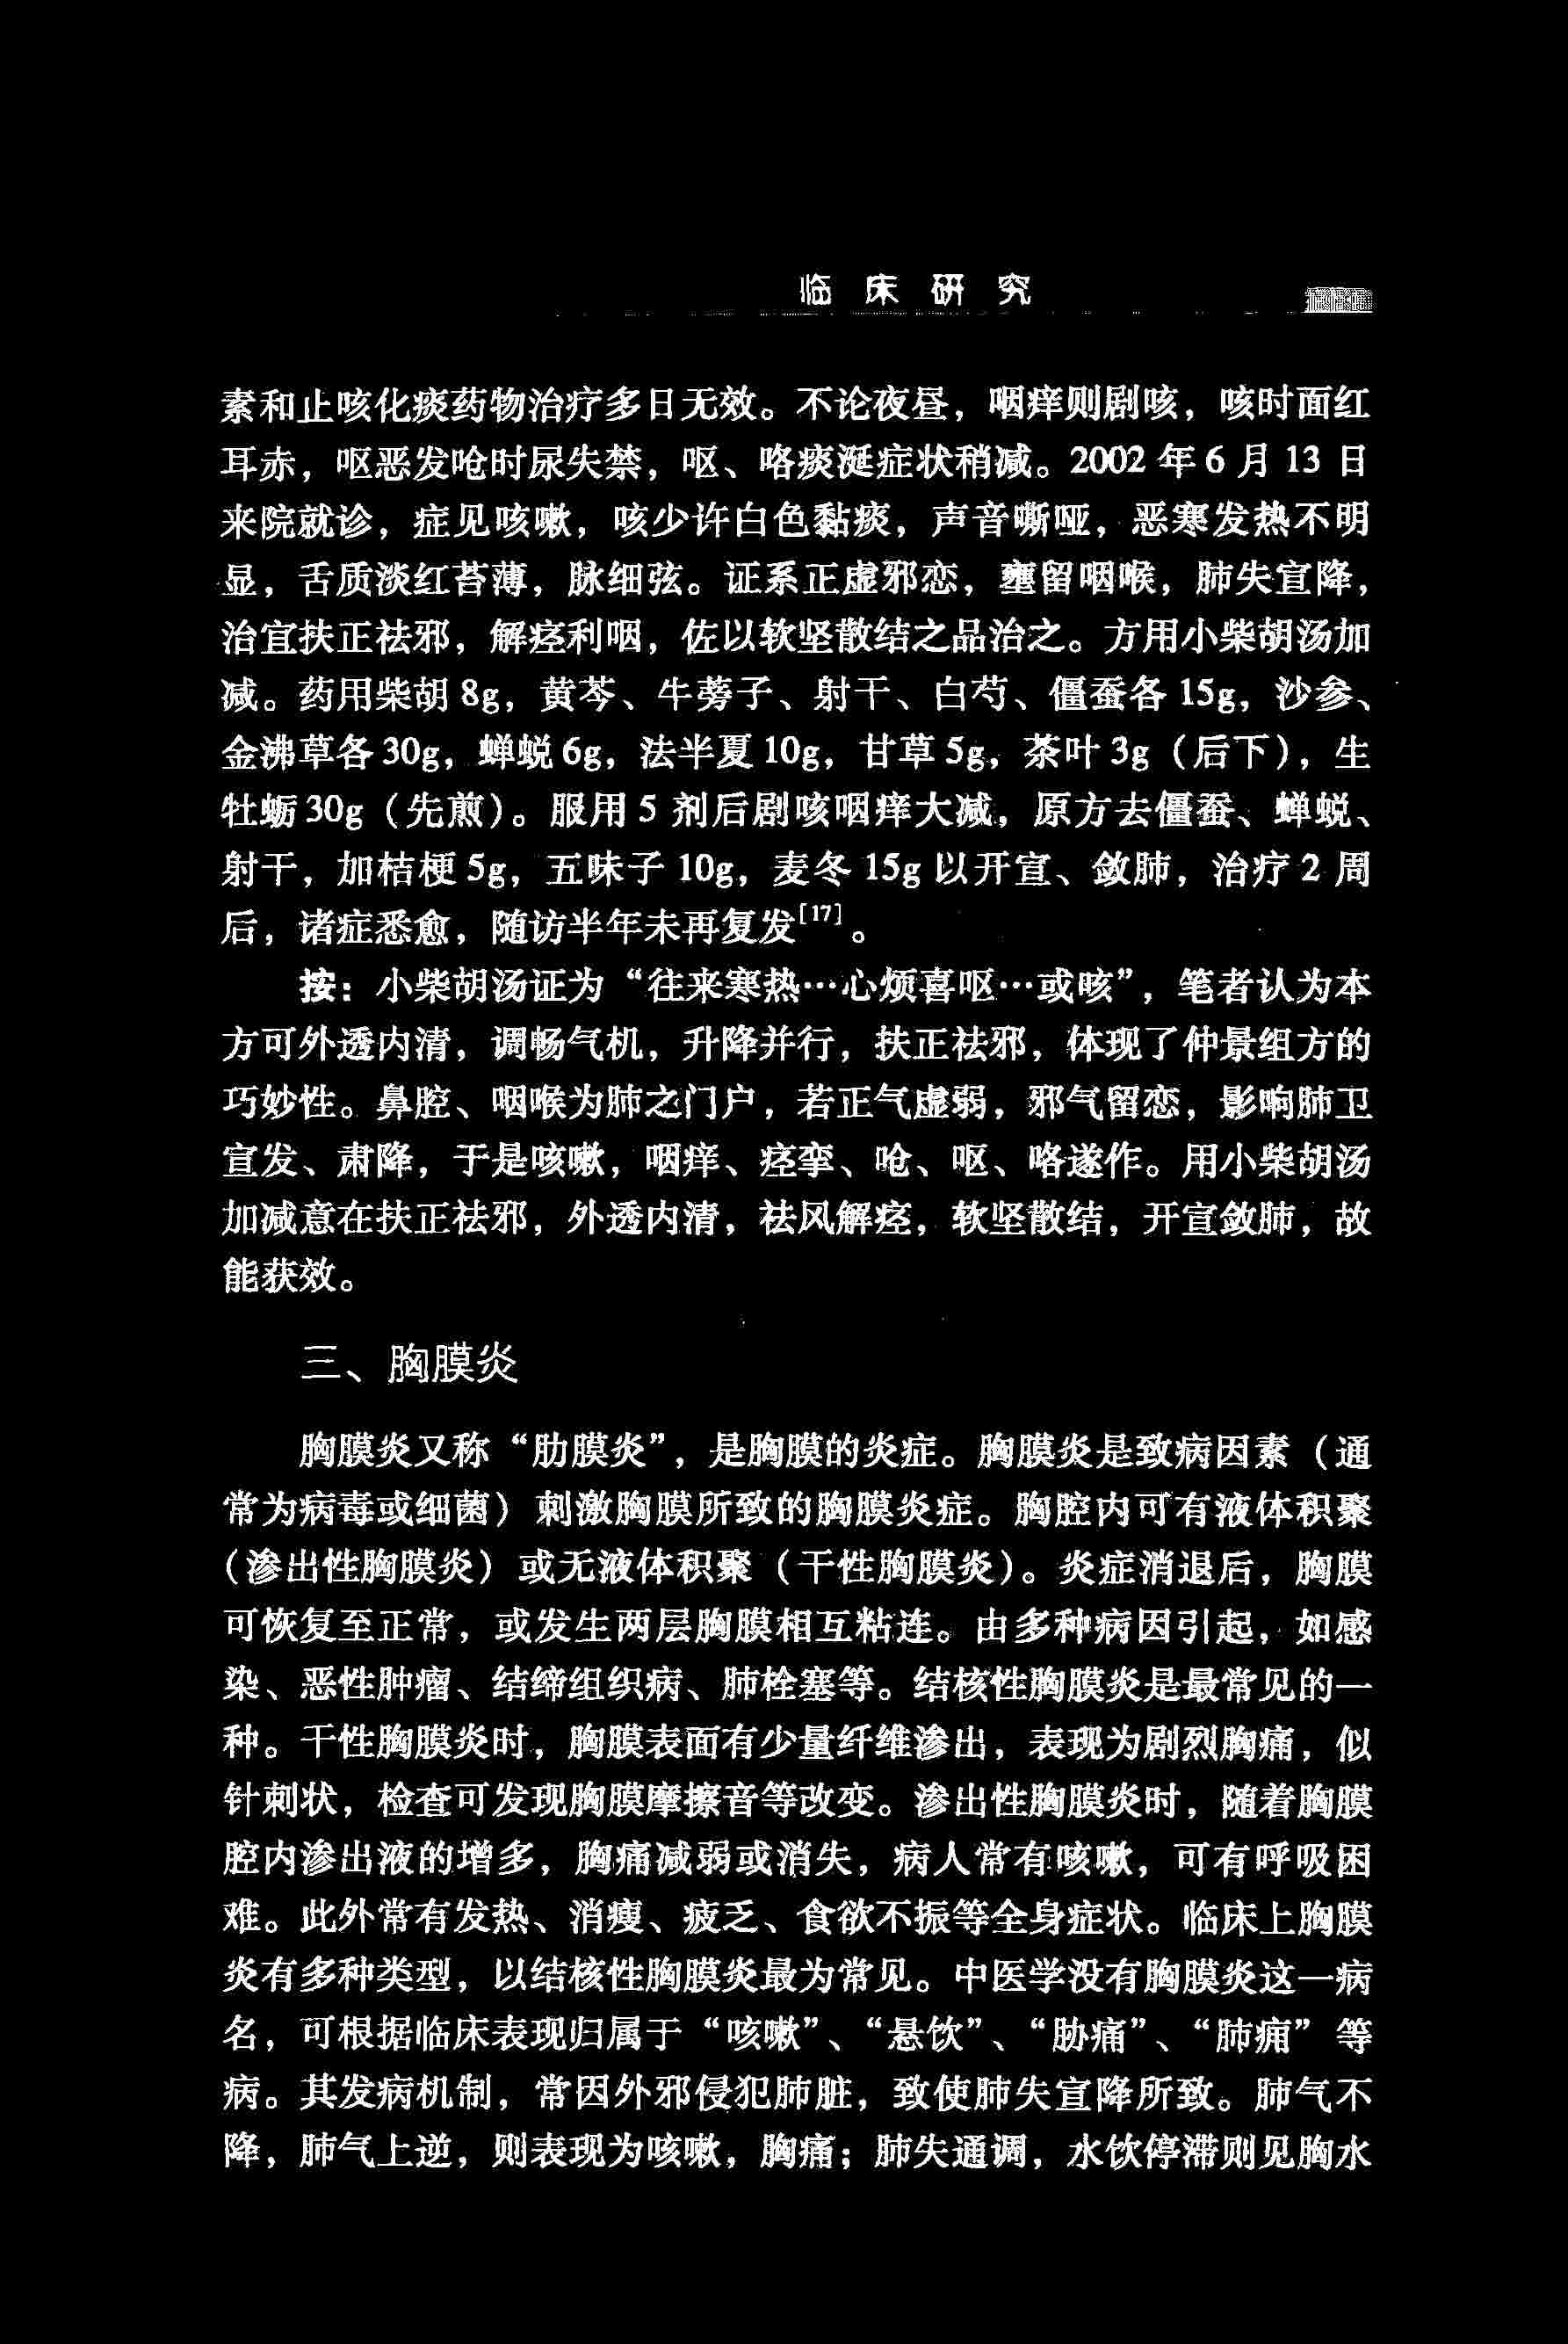 临床研究
素和止咳化痰药物治疗多日无效。不论夜昼，咽痒则剧咳，咳时面红
耳赤，呕恶发呛时尿失禁，呕、咯痰涎症状稍减。2002年6月13日
来院就诊，症见咳嗽，咳少许白色黏痰，声音嘶哑，恶寒发热不明
显，舌质淡红苔薄，脉细弦。证系正虚邪恋，壅留咽喉，肺失宣降，
治宜扶正祛邪，解痉利咽，佐以软坚散结之品治之。方用小柴胡汤加
减。药用柴胡8g，黄芩、牛蒡子、射干、白芍、僵蚕各15g，沙参、
金沸草各30g，蝉蜕6g，法半夏10g，甘草5g，茶叶3g（后下），生
牡蛎30g（先煎）。服用5剂后剧咳咽痒大减，原方去僵蚕、蝉蜕、
射干，加桔梗5g，五味子10g，麦冬15g以开宣、敛肺，治疗2周
后，诸症悉愈，随访半年未再复发[17]。
按：小柴胡汤证为“往来寒热…心烦喜呕…或咳”，笔者认为本
方可外透内清，调畅气机，升降并行，扶正祛邪，体现了仲景组方的
巧妙性。鼻腔、咽喉为肺之门户，若正气虚弱，邪气留恋，影响肺卫
宣发、肃降，于是咳嗽，咽痒、痉挛、呛、呕、咯遂作。用小柴胡汤
加减意在扶正祛邪，外透内清，祛风解痉，软坚散结，开宣敛肺，故
能获效。
三、胸膜炎
胸膜炎又称“肋膜炎”，是胸膜的炎症。胸膜炎是致病因素（通
常为病毒或细菌）刺激胸膜所致的胸膜炎症。胸腔内可有液体积聚
（渗出性胸膜炎）或无液体积聚（干性胸膜炎）。炎症消退后，胸膜
可恢复至正常，或发生两层胸膜相互粘连。由多种病因引起，如感
染、恶性肿瘤、结缔组织病、肺栓塞等。结核性胸膜炎是最常见的一
种。干性胸膜炎时，胸膜表面有少量纤维渗出，表现为剧烈胸痛，似
针刺状，检查可发现胸膜摩擦音等改变。渗出性胸膜炎时，随着胸膜
腔内渗出液的增多，胸痛减弱或消失，病人常有咳嗽，可有呼吸困
难。此外常有发热、消瘦、疲乏、食欲不振等全身症状。临床上胸膜
炎有多种类型，以结核性胸膜炎最为常见。中医学没有胸膜炎这一病
名，可根据临床表现归属于“咳嗽”、“悬饮”、“胁痛”、“肺痈”等
病。其发病机制，常因外邪侵犯肺脏，致使肺失宣降所致。肺气不
降，肺气上逆，则表现为咳嗽，胸痛；肺失通调，水饮停滞则见胸水